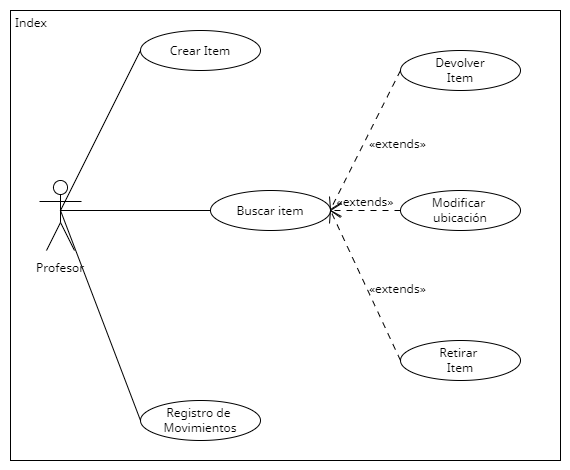 Index
Crear Item
Devolver
Item
«extends»
Modificar
ubicación
«extends»
Buscar item
Profesor
«extends»
Retirar
Item
Registro de
Movimientos